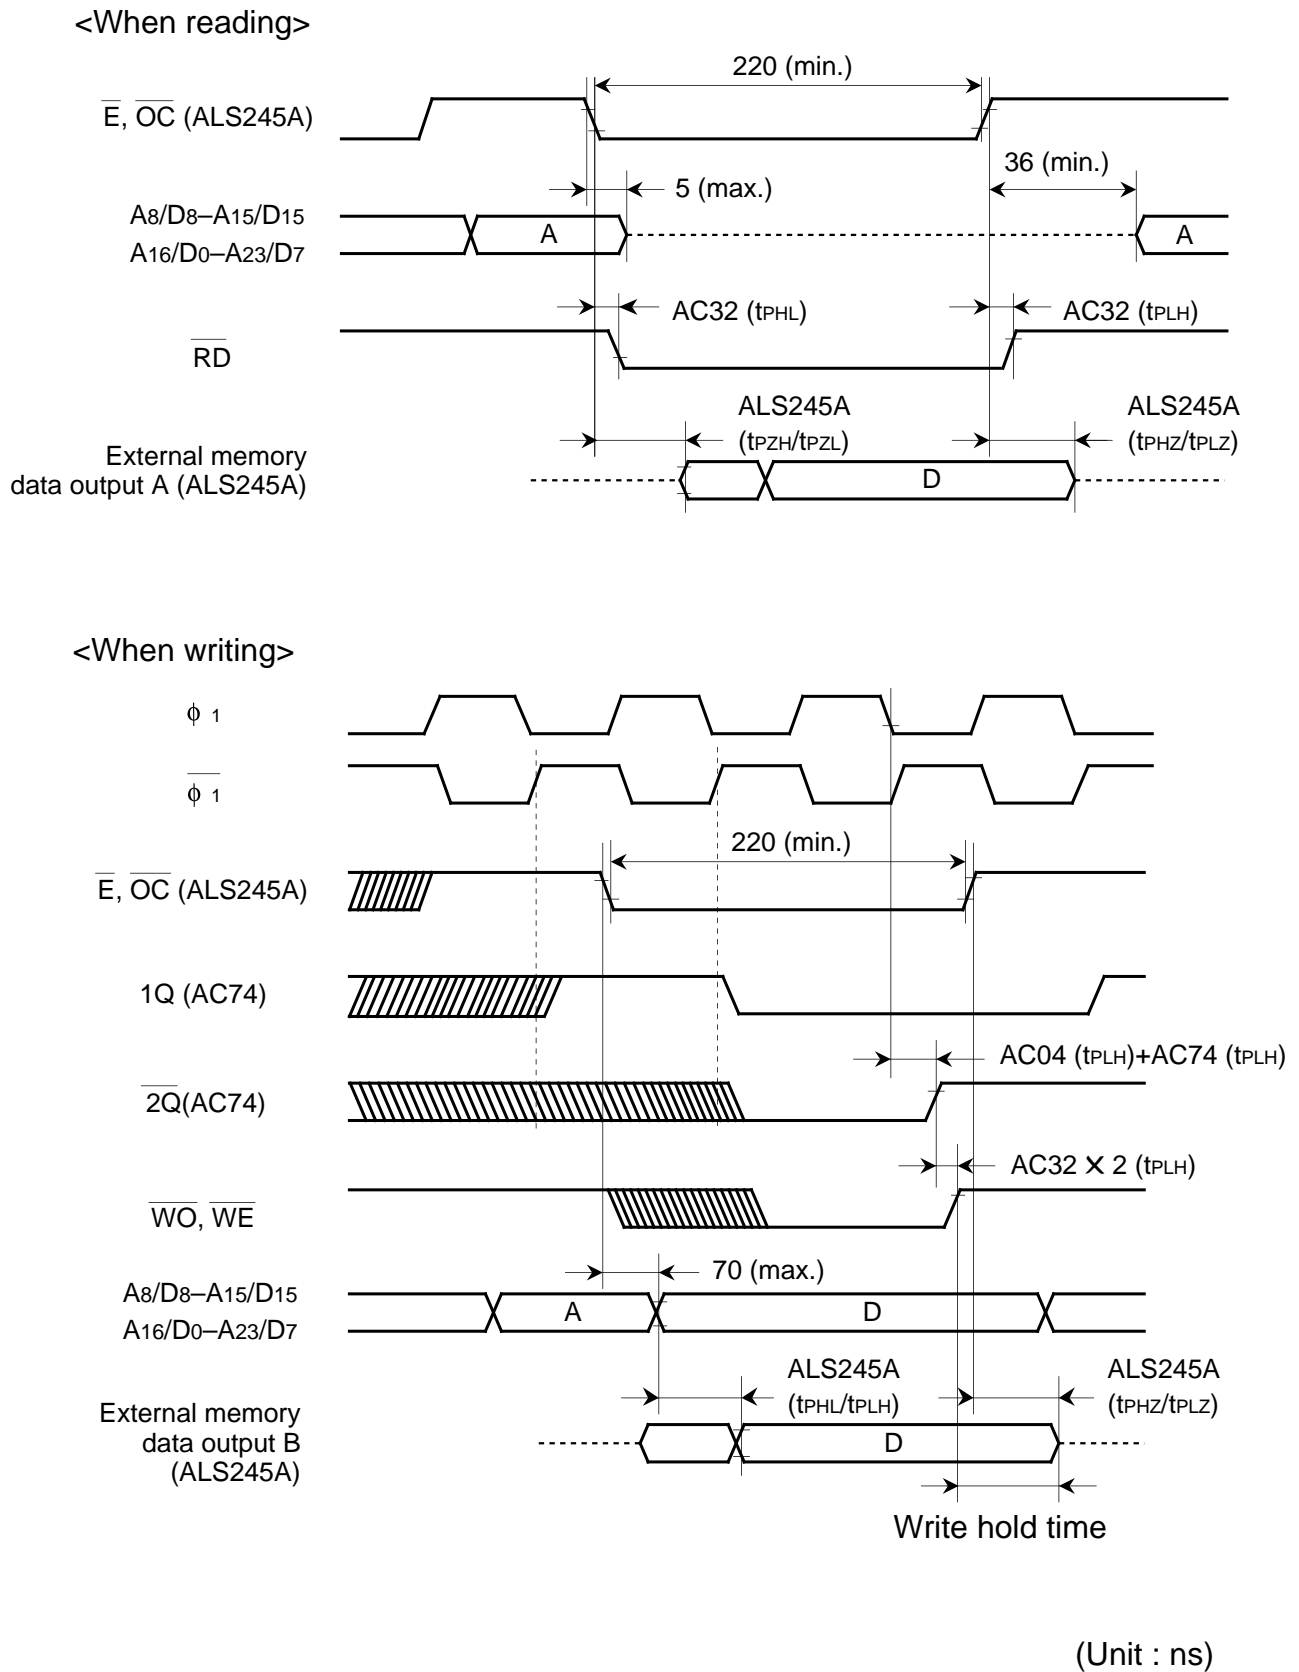 <When reading>
220 (min.)
E, OC (ALS245A)
36 (min.)
5 (max.)
A8/D8–A15/D15
A16/D0–A23/D7
A
A
AC32 (tPHL)
AC32 (tPLH)
RD
ALS245A
(tPZH/tPZL)
ALS245A
(tPHZ/tPLZ)
External memory
data output A (ALS245A)
D
<When writing>
ϕ 1
ϕ 1
220 (min.)
E, OC (ALS245A)
1Q (AC74)
AC04 (tPLH)+AC74 (tPLH)
2Q(AC74)
AC32 X 2 (tPLH)
WO, WE
70 (max.)
A8/D8–A15/D15
A16/D0–A23/D7
A
D
ALS245A
(tPHL/tPLH)
ALS245A
(tPHZ/tPLZ)
External memory
data output B
(ALS245A)
D
Write hold time
(Unit : ns)